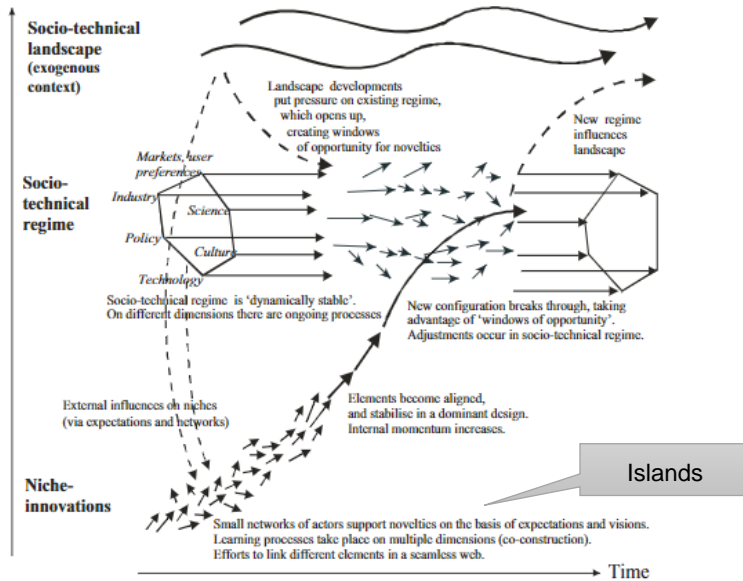 Socio-technical
landscape
(exogenous
context)
Landscape developments
put pressure on existing regime,
which opens up,
creating windows
of opportunity for novelties
New regime
influences
landscape
Socio-
technical
regime
Markets, user
preferences
Industry
Science
Policy
Culture
Technology
Socio-technical regime is ‘dynamically stable’.
On different dimensions there are ongoing processes
New configuration breaks through, taking
advantage of ‘windows of opportunity’.
Adjustments occur in socio-technical regime.
External influences on niches
(via expectations and networks)
Elements become aligned,
and stabilise in a dominant design.
Internal momentum increases.
Islands
Niche-
innovations
Small networks of actors support novelties on the basis of expectations and visions.
Learning processes take place on multiple dimensions (co-construction).
Efforts to link different elements in a seamless web.
Time